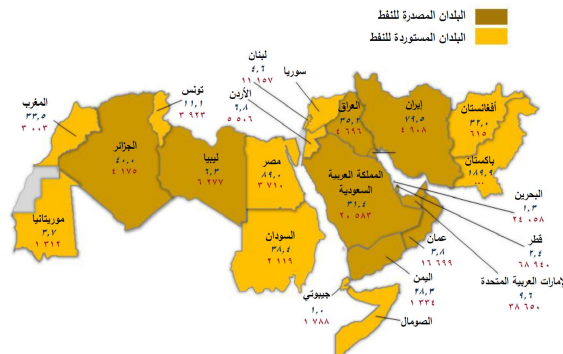 البلدان المصدرة للنفط
البلدان المستوردة للنفط
لبنان
٤,٦
١١ ١٥٧
سوريا
الأردن
٩,٨
٥ ٥٠٦
تونس
١١,١
٣ ٩٢٣
المغرب
٣٣,٥
٣ ٠٠٣
الجزائر
٤٠,٠
٤ ١٧٥
ليبيا
٦,٣
٦ ٢٧٧
مصر
٨٩,٠
٣ ٧١٠
العراق
٣٥,٢
٤ ٦٩٦
إيران
٧٩,٥
٤ ٩٠٨
أفغانستان
٣٢,٠
٦١٥
باكستان
١٨٩,٩
...
المملكة العربية
السعودية
٣١,٤
٢٠ ٥٨٣
البحرين
١,٣
٢٤ ٠٥٨
قطر
٢,٤
٦٨ ٩٤٠
لإمارات العربية المتحدة
٩,٦
٣٨ ٦٥٠
عمان
٣,٨
١٦ ٦٩٩
اليمن
٢٨,٣
١ ٣٣٤
موريتانيا
٣,٧
١ ٣١٢
السودان
٣٨,٤
٢ ١١٩
جيبوتي
١,٠
١ ٧٨٨
الصومال